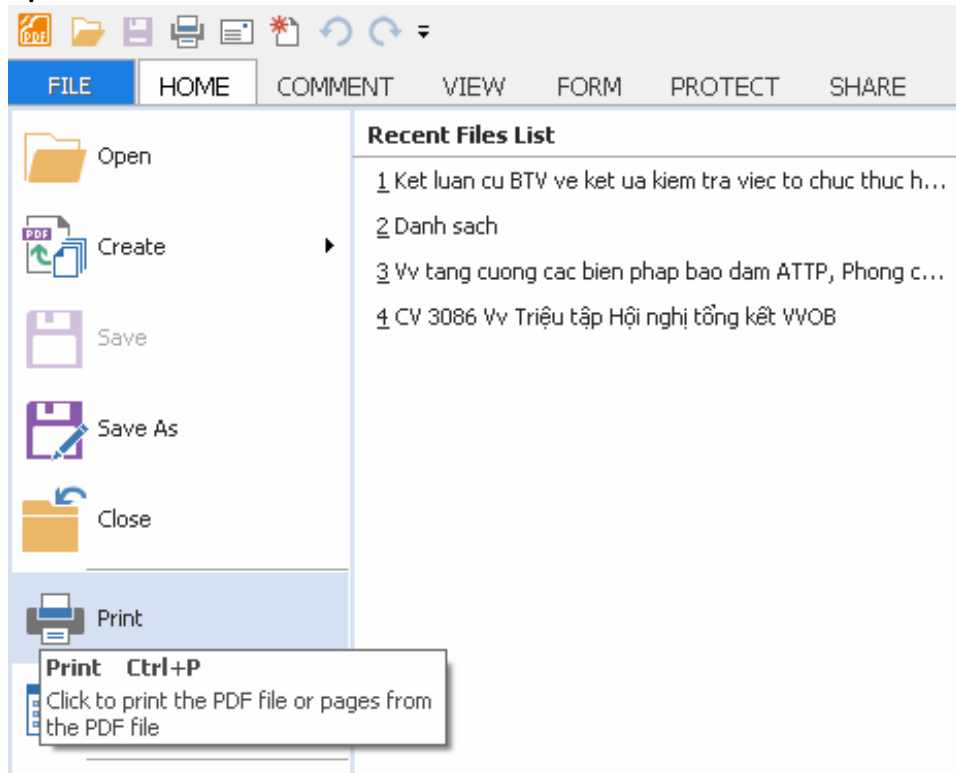 PDF
FILE HOME COMMENT VIEW FORM PROTECT SHARE
Open
PDF
Create
Save
Save As
Close
Print
Print Ctrl+P
Click to print the PDF file or pages from
the PDF file
Recent Files List
1 Ket luan cu BTV ve ket ua kiem tra viec to chuc thuc h...
2 Danh sach
3 Vv tang cuong cac bien phap bao dam ATTP, Phong c...
4 CV 3086 Vv Triệu tập Hội nghị tổng kết VVOB